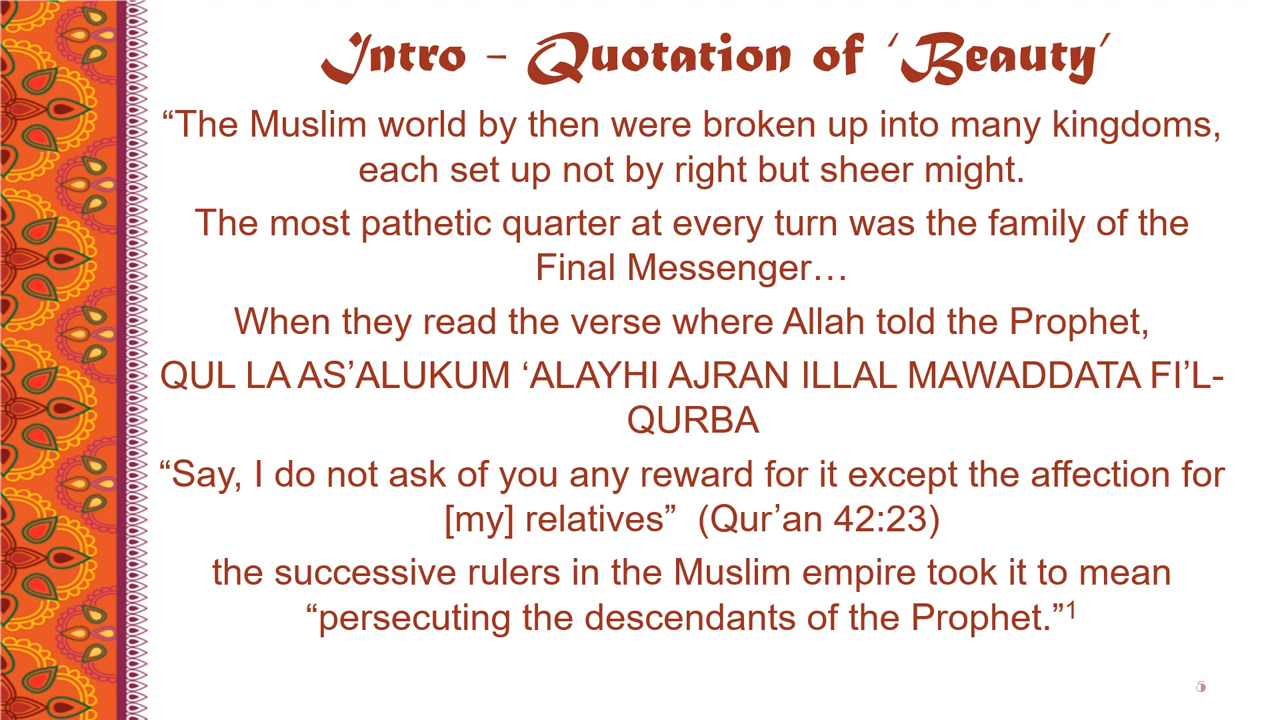 Intro – Quotation of ‘Beauty’
“The Muslim world by then were broken up into many kingdoms,
each set up not by right but sheer might.
The most pathetic quarter at every turn was the family of the
Final Messenger…
When they read the verse where Allah told the Prophet,
QUL LA AS’ALUKUM ‘ALAYHI AJRAN ILLAL MAWADDATA FI’L-
QURBA
“Say, I do not ask of you any reward for it except the affection for
[my] relatives”  (Qur’an 42:23)
the successive rulers in the Muslim empire took it to mean
“persecuting the descendants of the Prophet.”1
5